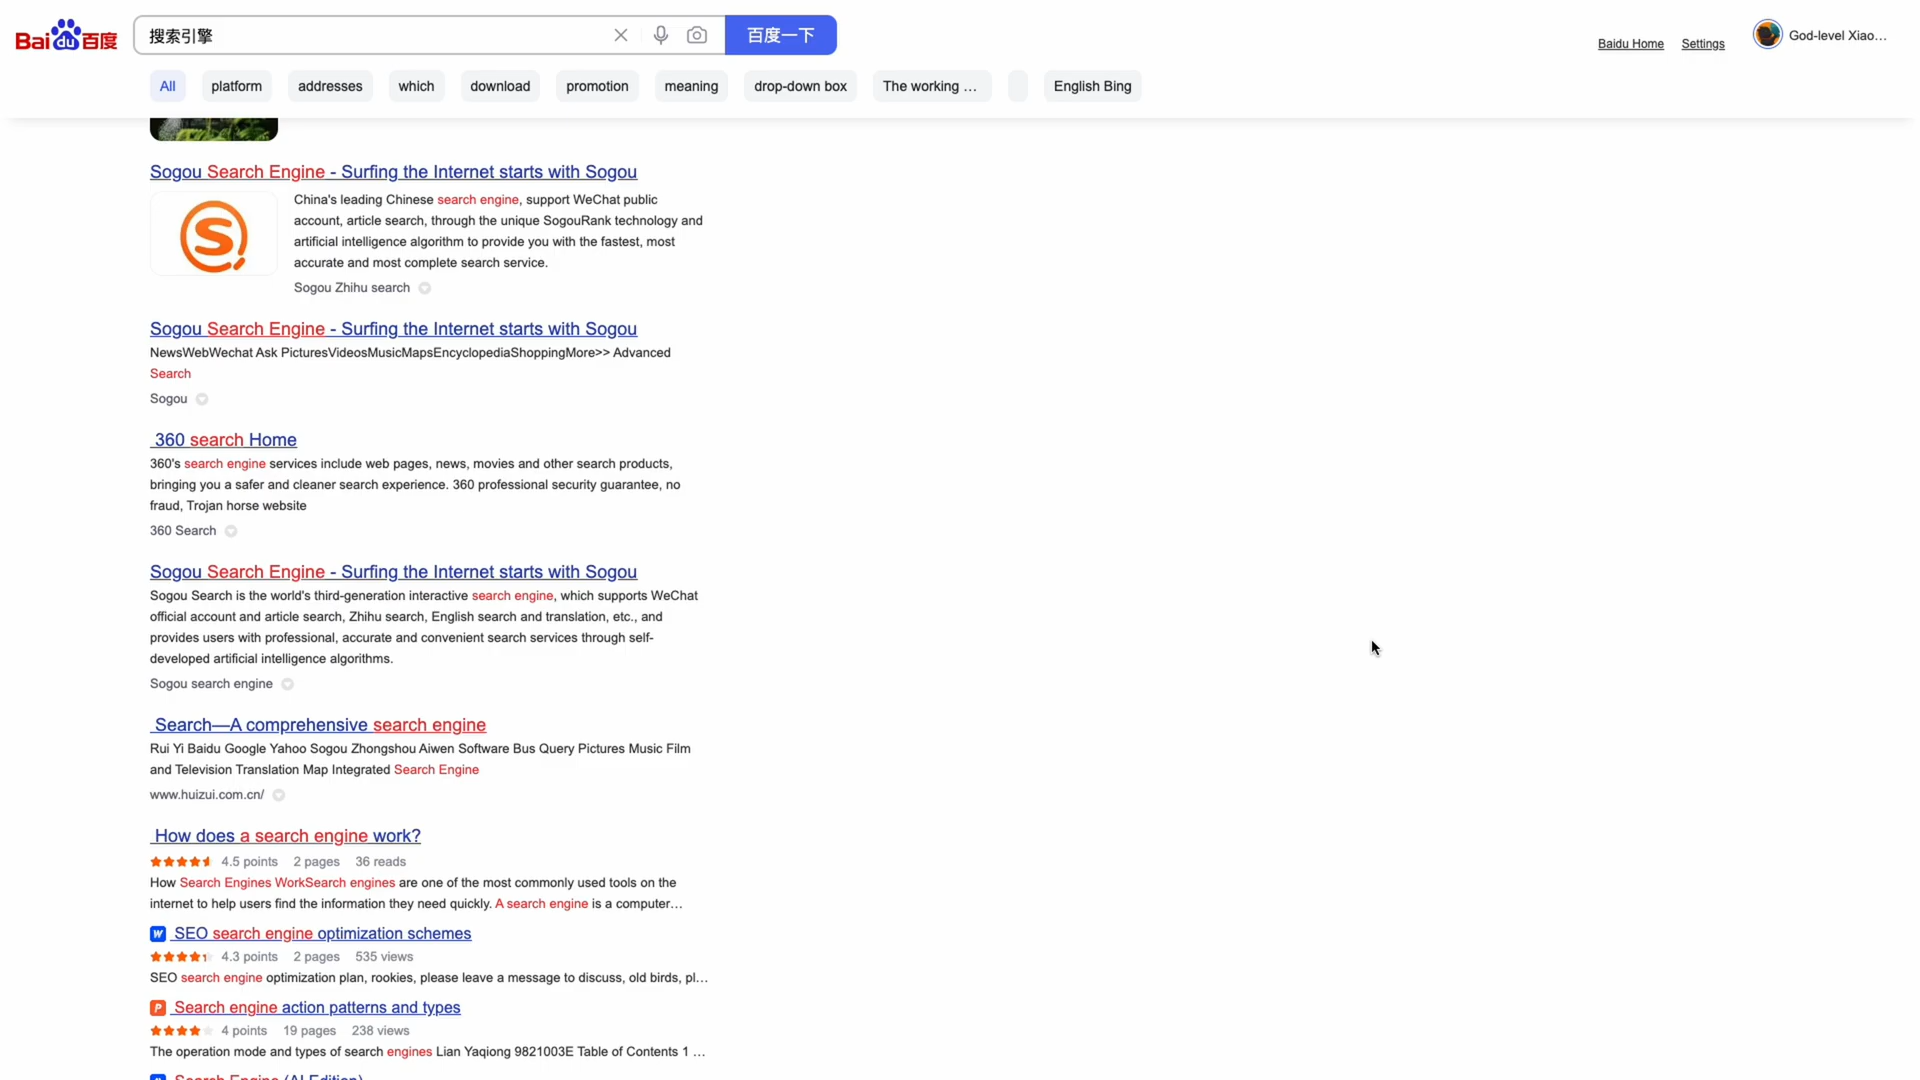 Baidu百度 搜索引擎 百度一下 Baidu Home Settings God-level Xiao...
All platform addresses which download promotion meaning drop-down box The working ... English Bing
Sogou Search Engine - Surfing the Internet starts with Sogou
China's leading Chinese search engine, support WeChat public
account, article search, through the unique SogouRank technology and
artificial intelligence algorithm to provide you with the fastest, most
accurate and most complete search service.
Sogou Zhihu search
Sogou Search Engine - Surfing the Internet starts with Sogou
NewsWebWechat Ask PicturesVideosMusicMapsEncyclopediaShoppingMore>> Advanced
Search
Sogou
360 search Home
360's search engine services include web pages, news, movies and other search products,
bringing you a safer and cleaner search experience. 360 professional security guarantee, no
fraud, Trojan horse website
360 Search
Sogou Search Engine - Surfing the Internet starts with Sogou
Sogou Search is the world's third-generation interactive search engine, which supports WeChat
official account and article search, Zhihu search, English search and translation, etc., and
provides users with professional, accurate and convenient search services through self-
developed artificial intelligence algorithms.
Sogou search engine
Search—A comprehensive search engine
Rui Yi Baidu Google Yahoo Sogou Zhongshou Aiwen Software Bus Query Pictures Music Film
and Television Translation Map Integrated Search Engine
www.huizui.com.cn/
How does a search engine work?
4.5 points 2 pages 36 reads
How Search Engines WorkSearch engines are one of the most commonly used tools on the
internet to help users find the information they need quickly. A search engine is a computer...
W SEO search engine optimization schemes
4.3 points 2 pages 535 views
SEO search engine optimization plan, rookies, please leave a message to discuss, old birds, pl...
P Search engine action patterns and types
4 points 19 pages 238 views
The operation mode and types of search engines Lian Yaqiong 9821003E Table of Contents 1 ...
Search Engine (AI Edition)